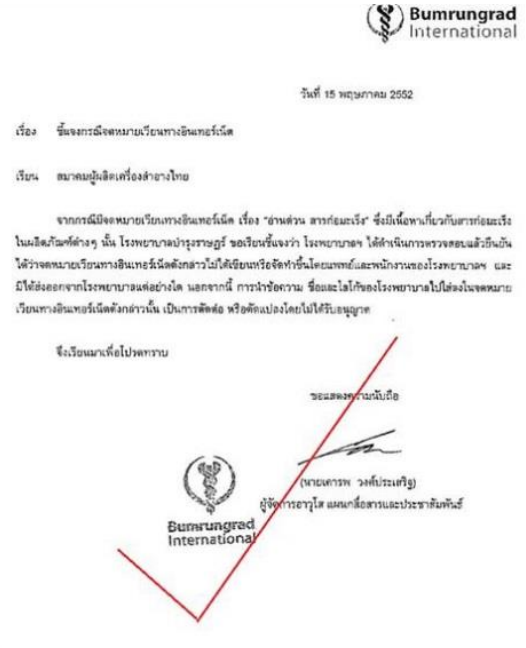 Bumrungrad
International
วันที่ 15 พฤษภาคม 2552
เรื่อง ชี้แจงกรณีจดหมายเวียนทางอินเทอร์เน็ต
เรียน สมาคมผู้ผลิตเครื่องสำอางไทย
จากกรณีมีจดหมายเวียนทางอินเทอร์เน็ต เรื่อง "อ่านด่วน สารก่อมะเร็ง" ซึ่งมีเนื้อหาเกี่ยวกับสารก่อมะเร็ง
ในผลิตภัณฑ์ต่างๆ นั้น โรงพยาบาลบำรุงราษฎร์ ขอเรียนชี้แจงว่า โรงพยาบาลฯ ได้ดำเนินการตรวจสอบแล้วยืนยัน
ได้ว่าจดหมายเวียนทางอินเทอร์เน็ตดังกล่าวไม่ได้เขียนหรือจัดทำขึ้นโดยแพทย์และพนักงานของโรงพยาบาลฯ และ
มิได้ส่งออกจากโรงพยาบาลแต่อย่างใด นอกจากนี้ การนำข้อความ ชื่อและโลโก้ของโรงพยาบาลไปใส่ลงในจดหมาย
เวียนทางอินเทอร์เน็ตดังกล่าวนั้น เป็นการตัดต่อ หรือดัดแปลงโดยไม่ได้รับอนุญาต
จึงเรียนมาเพื่อโปรดทราบ
ขอแสดงความนับถือ
(นายเคารพ วงศ์ประเสริฐ)
ผู้จัดการอาวุโส แผนกสื่อสารและประชาสัมพันธ์
Bumrungrad
International